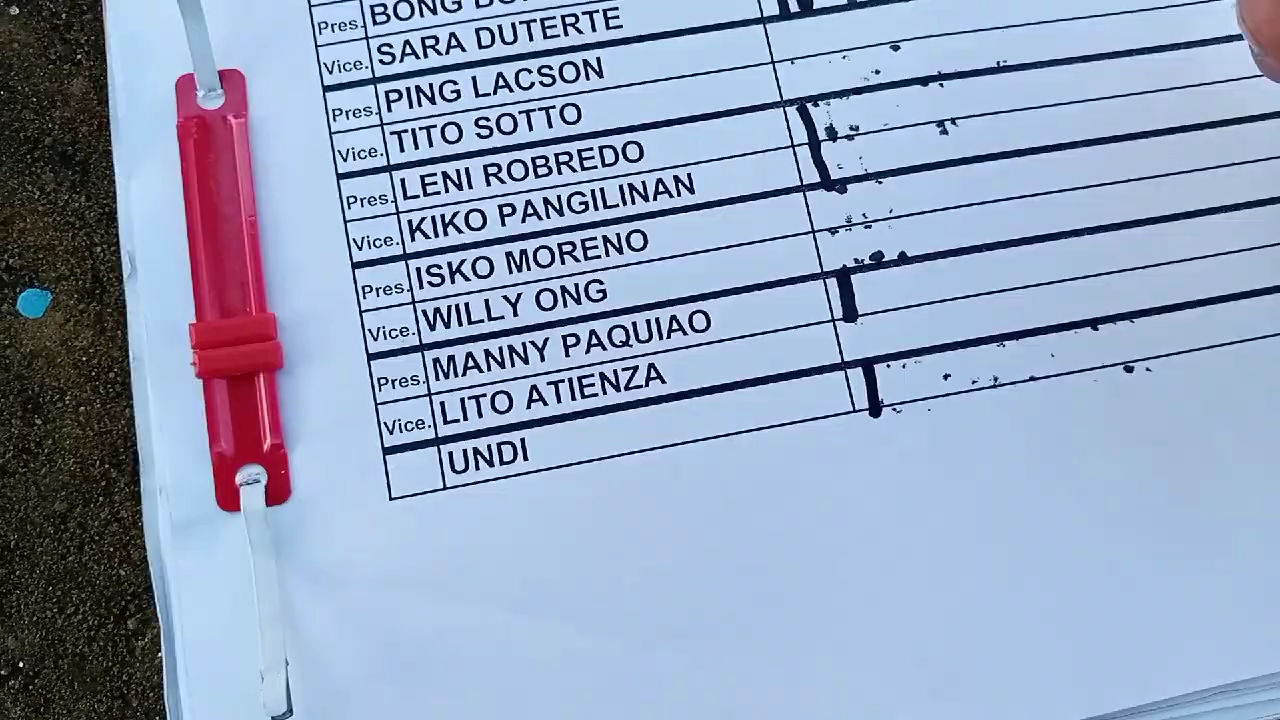 Pres. BONG
Vice. SARA DUTERTE
Pres. PING LACSON
Vice. TITO SOTTO
Pres. LENI ROBREDO
Vice. KIKO PANGILINAN
Pres. ISKO MORENO
Vice. WILLY ONG
Pres. MANNY PAQUIAO
Vice. LITO ATIENZA
UNDI